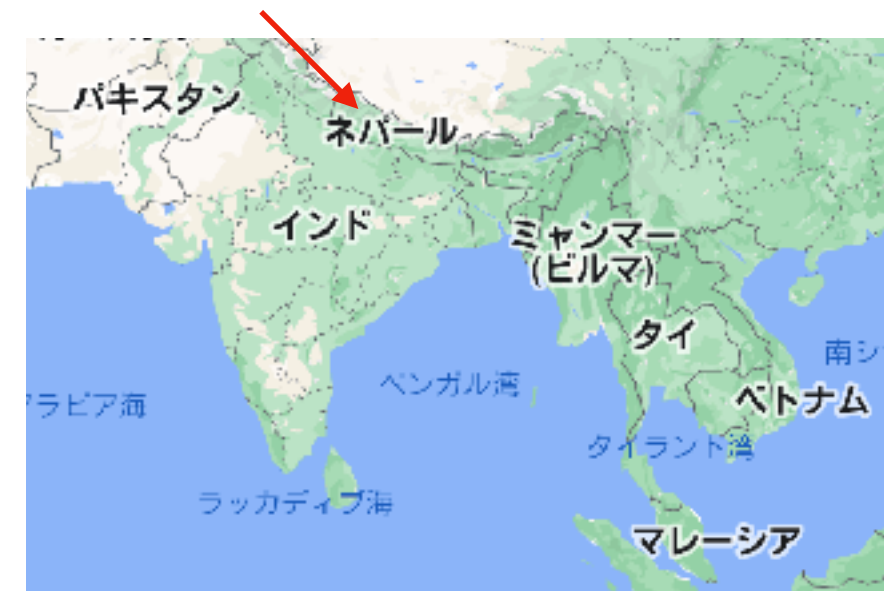 パキスタン
ネパール
インド
ミャンマー
(ビルマ)
タイ
南シ
ベンガル湾
ラビア海
ベトナム
タイランド湾
ラッカディブ海
マレーシア